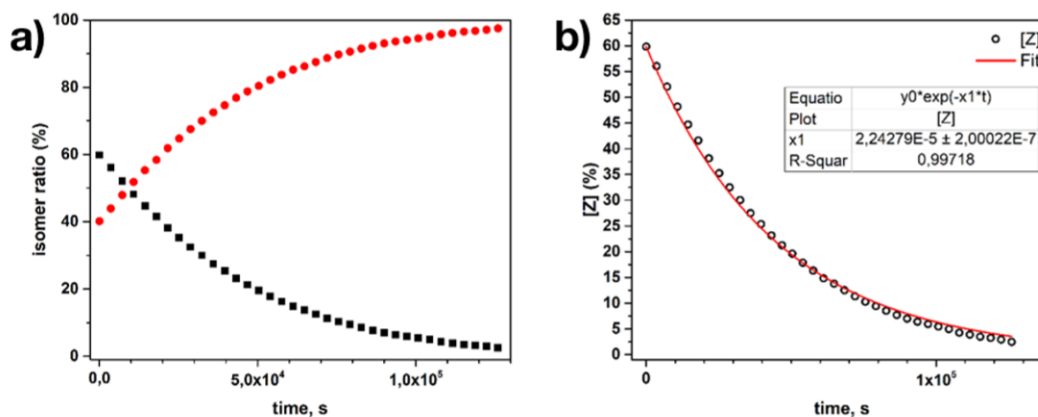 a)
100
80
60
40
20
0
isomer ratio (%)
0,0
5,0x10⁴
1,0x10⁵
time, s
b)
65
60
55
50
45
40
35
30
25
20
15
10
5
0
[Z] (%)
0
1x10⁵
time, s
[Z]
Fit
Equatio y0*exp(-x1*t)
Plot [Z]
x1 2,24279E-5 ± 2,00022E-7
R-Squar 0,99718